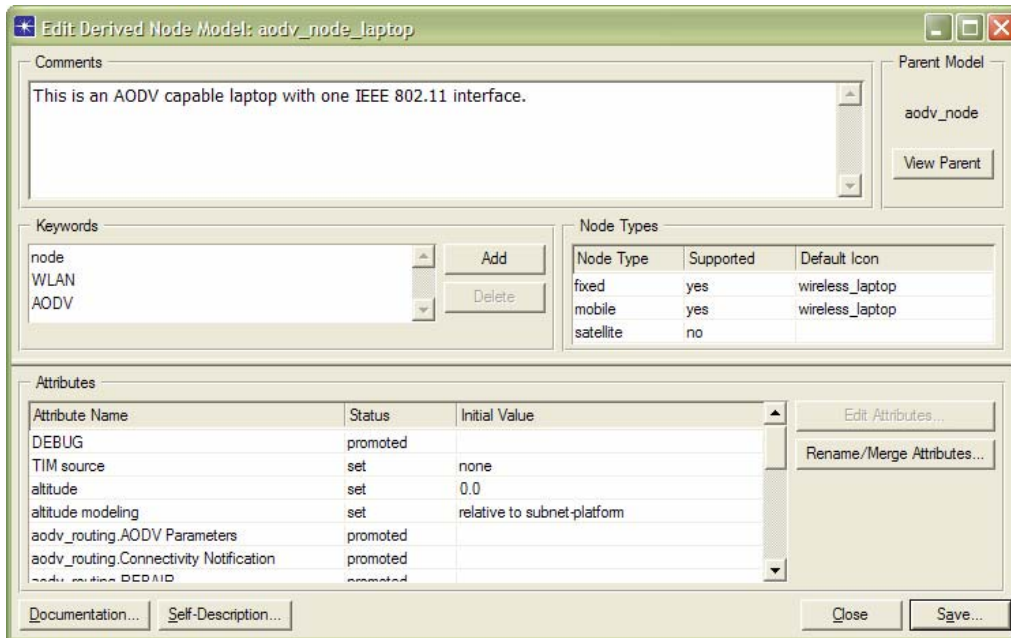 Edit Derived Node Model: aodv_node_laptop
Comments
This is an AODV capable laptop with one IEEE 802.11 interface.
Parent Model
aodv_node
View Parent
Keywords
node
WLAN
AODV
Add
Delete
Node Types
Node Type Supported Default Icon
fixed yes wireless_laptop
mobile yes wireless_laptop
satellite no
Attributes
Attribute Name Status Initial Value
DEBUG promoted
TIM source set none
altitude set 0.0
altitude modeling set relative to subnet-platform
aodv_routing.AODV Parameters promoted
aodv_routing.Connectivity Notification promoted
aodv_routing.REPAIR promoted
Edit Attributes...
Rename/Merge Attributes...
Documentation...
Self-Description...
Close
Save...